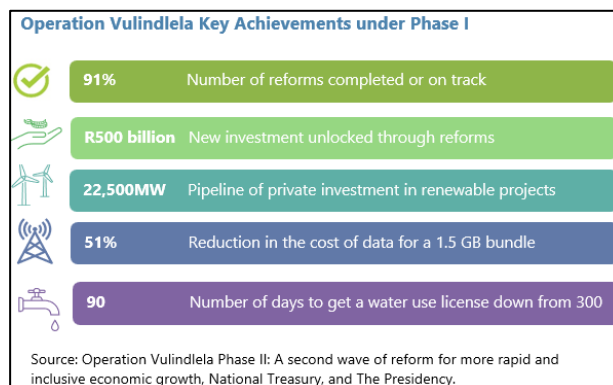 Operation Vulindlela Key Achievements under Phase I
91% Number of reforms completed or on track
R500 billion New investment unlocked through reforms
22,500MW Pipeline of private investment in renewable projects
51% Reduction in the cost of data for a 1.5 GB bundle
90 Number of days to get a water use license down from 300
Source: Operation Vulindlela Phase II: A second wave of reform for more rapid and
inclusive economic growth, National Treasury, and The Presidency.